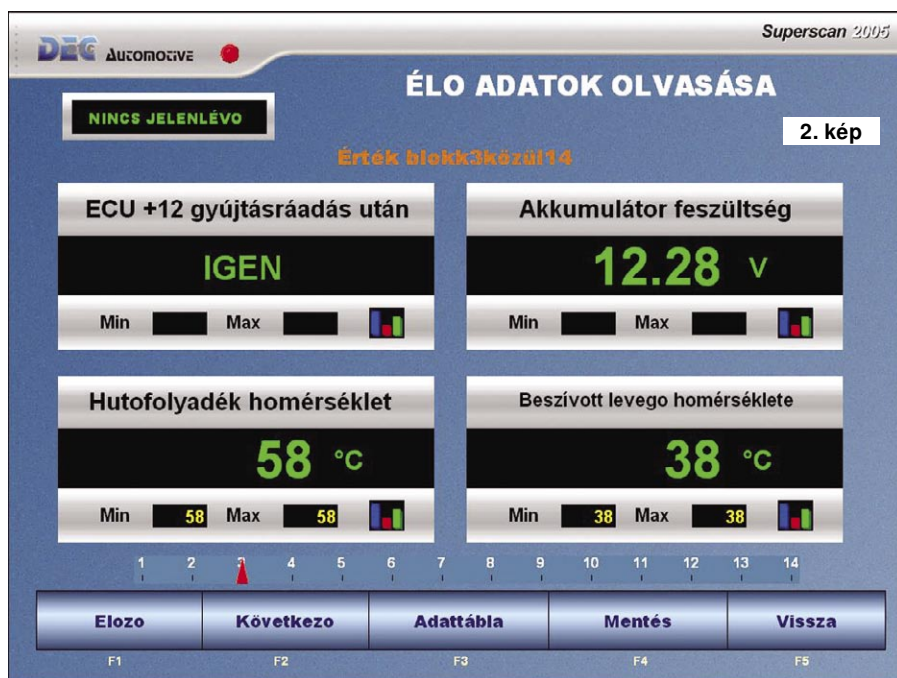 Superscan 2005
DEC AUTOMOTIVE
ÉLO ADATOK OLVASÁSA
NINCS JELENLÉVO
2. kép
Érték blokk3közül14
ECU +12 gyújtásráadás után
IGEN
Min Max
Akkumulátor feszültség
12.28 V
Min Max
Hutofolyadék homérséklet
58 °C
Min 58 Max 58
Beszívott levego homérséklete
38 °C
Min 38 Max 38
1 2 3 4 5 6 7 8 9 10 11 12 13 14
Elozo Következo Adattábla Mentés Vissza
F1 F2 F3 F4 F5